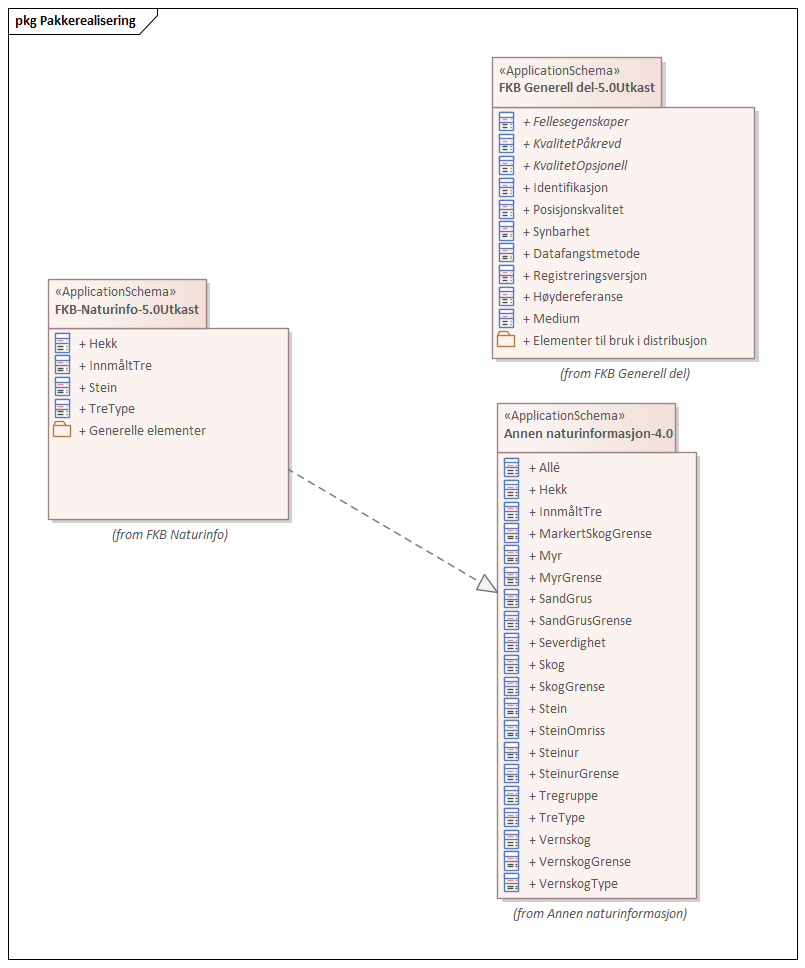 pkg Pakkerealisering
«ApplicationSchema»
FKB Generell del-5.0Utkast
+ Fellesegenskaper
+ KvalitetPåkrevd
+ KvalitetOpsjonell
+ Identifikasjon
+ Posisjonskvalitet
+ Synbarhet
+ Datafangstmetode
+ Registreringsversjon
+ Høydereferanse
+ Medium
+ Elementer til bruk i distribusjon
(from FKB Generell del)
«ApplicationSchema»
FKB-Naturinfo-5.0Utkast
+ Hekk
+ InnmåltTre
+ Stein
+ TreType
+ Generelle elementer
(from FKB Naturinfo)
«ApplicationSchema»
Annen naturinformasjon-4.0
+ Allé
+ Hekk
+ InnmåltTre
+ MarkertSkogGrense
+ Myr
+ MyrGrense
+ SandGrus
+ SandGrusGrense
+ Severdighet
+ Skog
+ SkogGrense
+ Stein
+ SteinOmriss
+ Steinur
+ SteinurGrense
+ Tregruppe
+ TreType
+ Vernskog
+ VernskogGrense
+ VernskogType
(from Annen naturinformasjon)